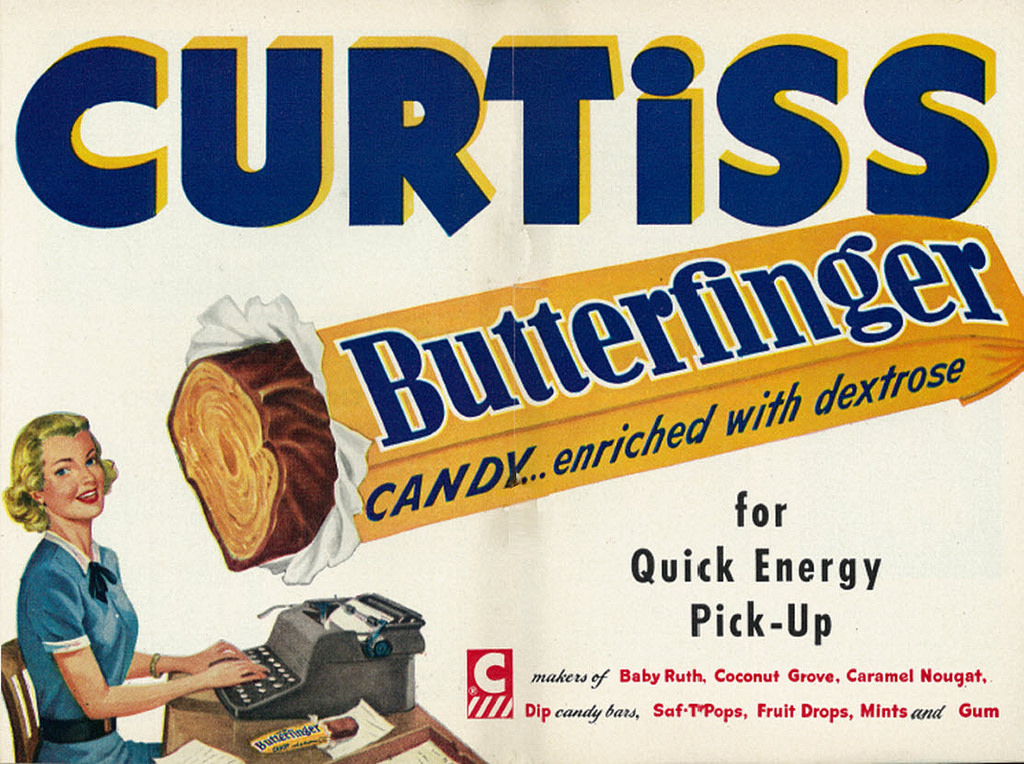 CURTiSS
Butterfinger
CANDY... enriched with dextrose
for
Quick Energy
Pick-Up
C
®
makers of Baby Ruth, Coconut Grove, Caramel Nougat,
Dip candy bars, Saf-T-Pops, Fruit Drops, Mints and Gum
Butterfinger